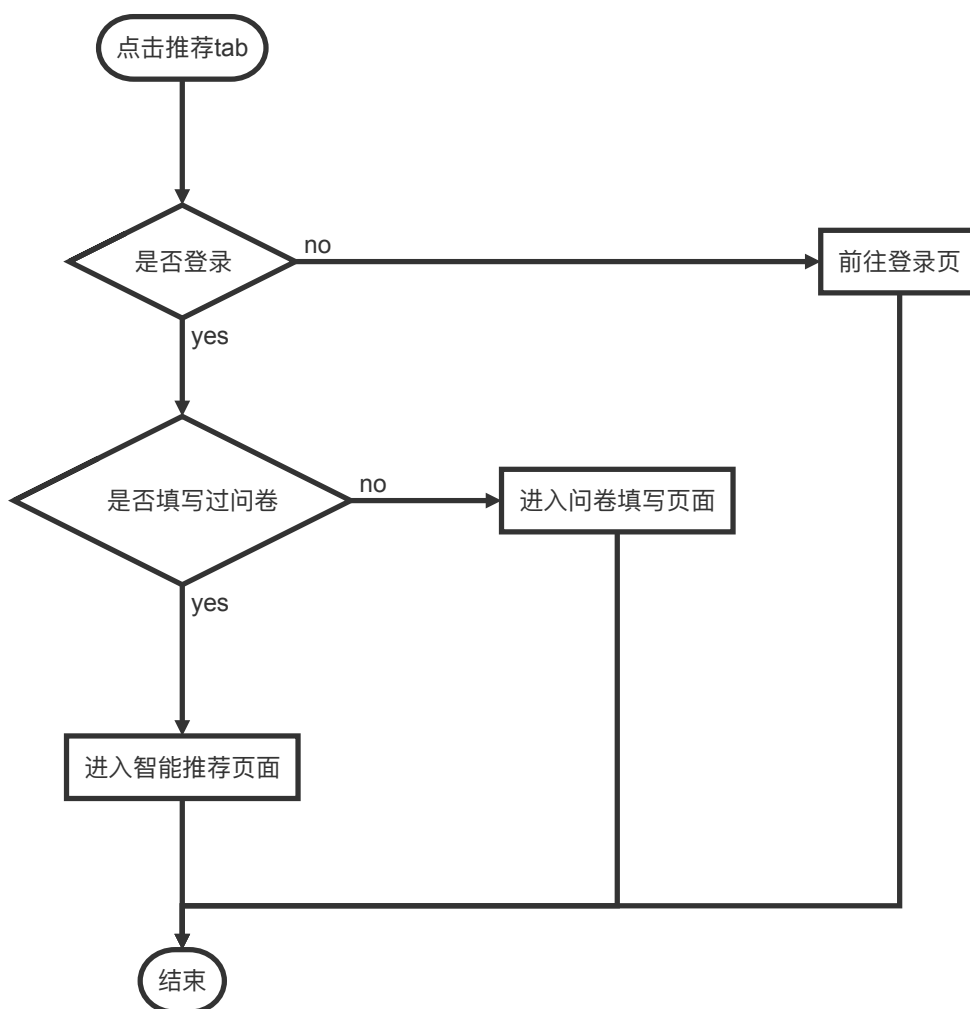 点击推荐tab
是否登录
no
前往登录页
yes
是否填写过问卷
no
进入问卷填写页面
yes
进入智能推荐页面
结束